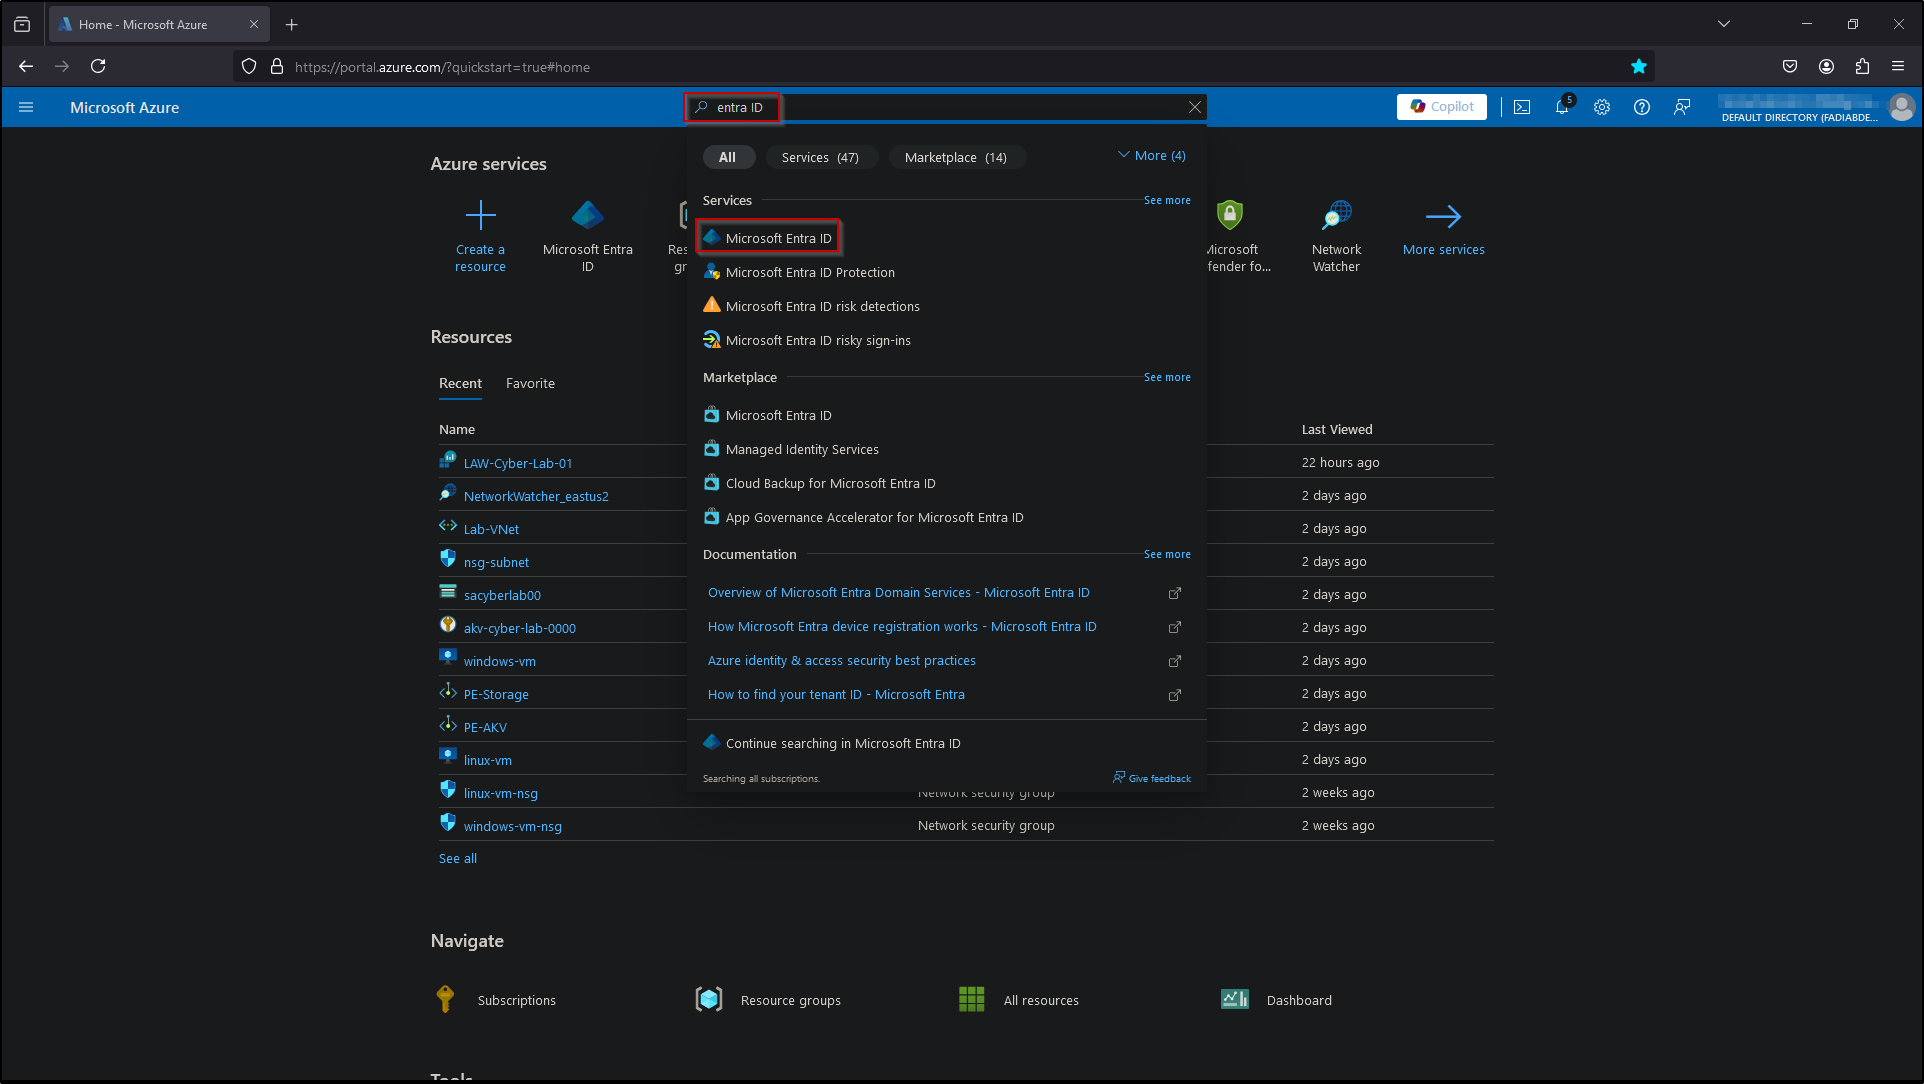 Home - Microsoft Azure
https://portal.azure.com/?quickstart=true#home
Microsoft Azure
entra ID
Copilot
5
DEFAULT DIRECTORY (FADIABDE...
All
Services (47)
Marketplace (14)
More (4)
Azure services
Create a resource
Microsoft Entra ID
Microsoft
fender fo...
Network Watcher
More services
Services
See more
Microsoft Entra ID
Microsoft Entra ID Protection
Microsoft Entra ID risk detections
Microsoft Entra ID risky sign-ins
Marketplace
See more
Microsoft Entra ID
Managed Identity Services
Cloud Backup for Microsoft Entra ID
App Governance Accelerator for Microsoft Entra ID
Documentation
See more
Overview of Microsoft Entra Domain Services - Microsoft Entra ID
How Microsoft Entra device registration works - Microsoft Entra ID
Azure identity & access security best practices
How to find your tenant ID - Microsoft Entra
Continue searching in Microsoft Entra ID
Searching all subscriptions.
Give feedback
Resources
Recent
Favorite
Name
Last Viewed
LAW-Cyber-Lab-01
22 hours ago
NetworkWatcher_eastus2
2 days ago
Lab-VNet
2 days ago
nsg-subnet
2 days ago
sacyberlab00
2 days ago
akv-cyber-lab-0000
2 days ago
windows-vm
2 days ago
PE-Storage
2 days ago
PE-AKV
2 days ago
linux-vm
2 days ago
linux-vm-nsg
Network security group
2 weeks ago
windows-vm-nsg
Network security group
2 weeks ago
See all
Navigate
Subscriptions
Resource groups
All resources
Dashboard
Tools